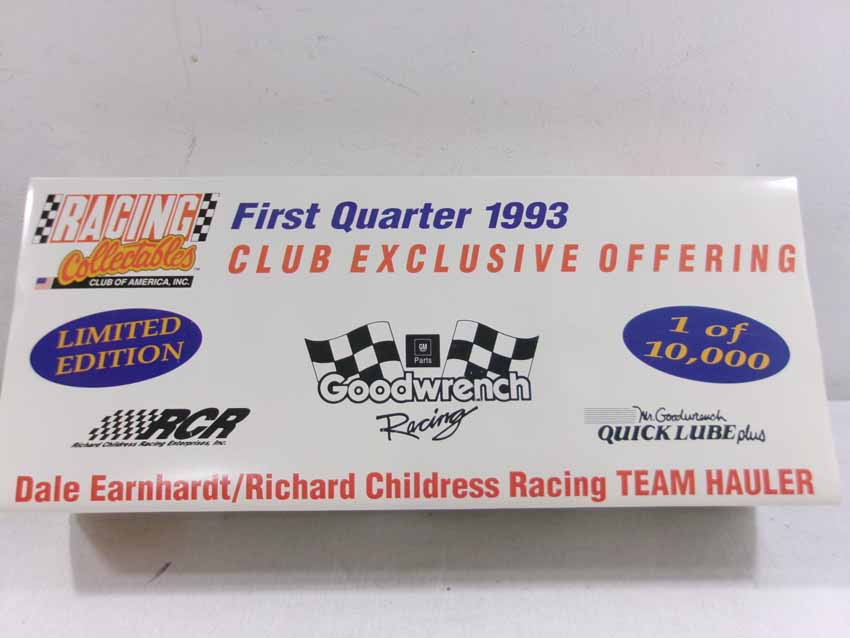 RACING
Collectables
CLUB OF AMERICA, INC.
First Quarter 1993
CLUB EXCLUSIVE OFFERING
LIMITED
EDITION
GM
Parts
Goodwrench
Racing
1 of
10,000
RCR
Richard Childress Racing Enterprises, Inc.
Mr. Goodwrench
QUICK LUBE plus
Dale Earnhardt/Richard Childress Racing TEAM HAULER